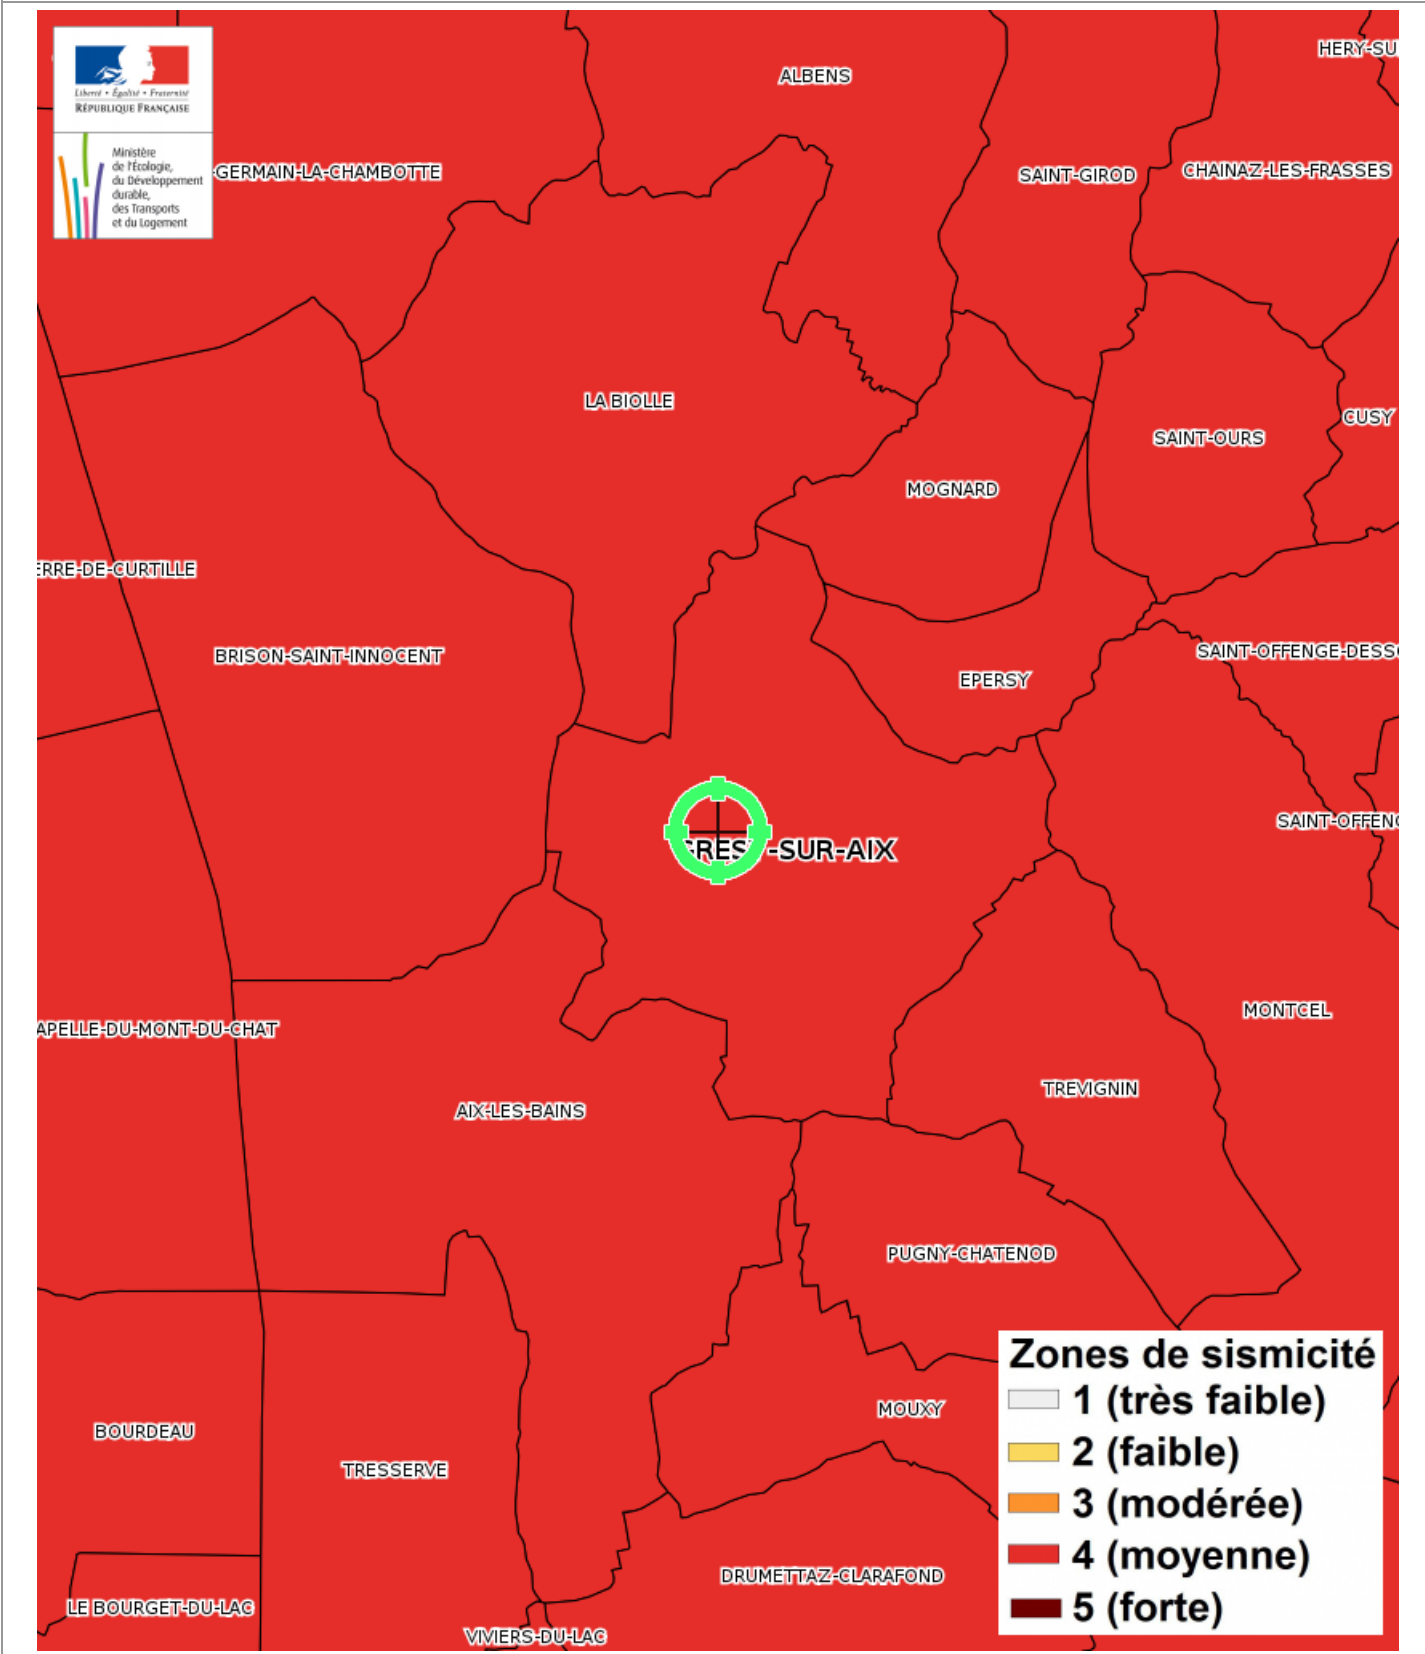 Liberté • Égalité • Fraternité
RÉPUBLIQUE FRANÇAISE
Ministère
de l'Écologie,
du Développement
durable,
des Transports
et du Logement
ALBENS
HERY-SU
-GERMAIN-LA-CHAMBOTTE
SAINT-GIROD
CHAINAZ-LES-FRASSES
LA BIOLLE
CUSY
SAINT-OURS
MOGNARD
ERRE-DE-CURTILLE
BRISON-SAINT-INNOCENT
SAINT-OFFENGE-DESSO
EPERSY
SAINT-OFFENG
GRESY-SUR-AIX
MONTCEL
APELLE-DU-MONT-DU-CHAT
TREVIGNIN
AIX-LES-BAINS
PUGNY-CHATENOD
MOUXY
BOURDEAU
TRESSERVE
DRUMETTAZ-CLARAFOND
LE BOURGET-DU-LAC
VIVIERS-DU-LAC
Zones de sismicité
1 (très faible)
2 (faible)
3 (modérée)
4 (moyenne)
5 (forte)